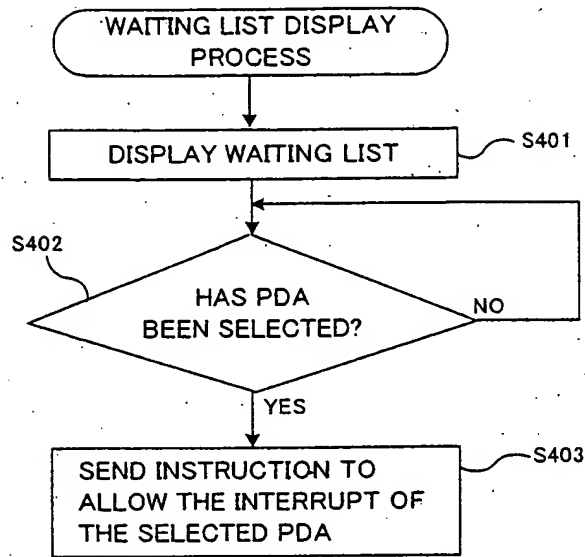 WAITING LIST DISPLAY
PROCESS
DISPLAY WAITING LIST
S401
S402
HAS PDA
BEEN SELECTED?
NO
YES
SEND INSTRUCTION TO
ALLOW THE INTERRUPT OF
THE SELECTED PDA
S403